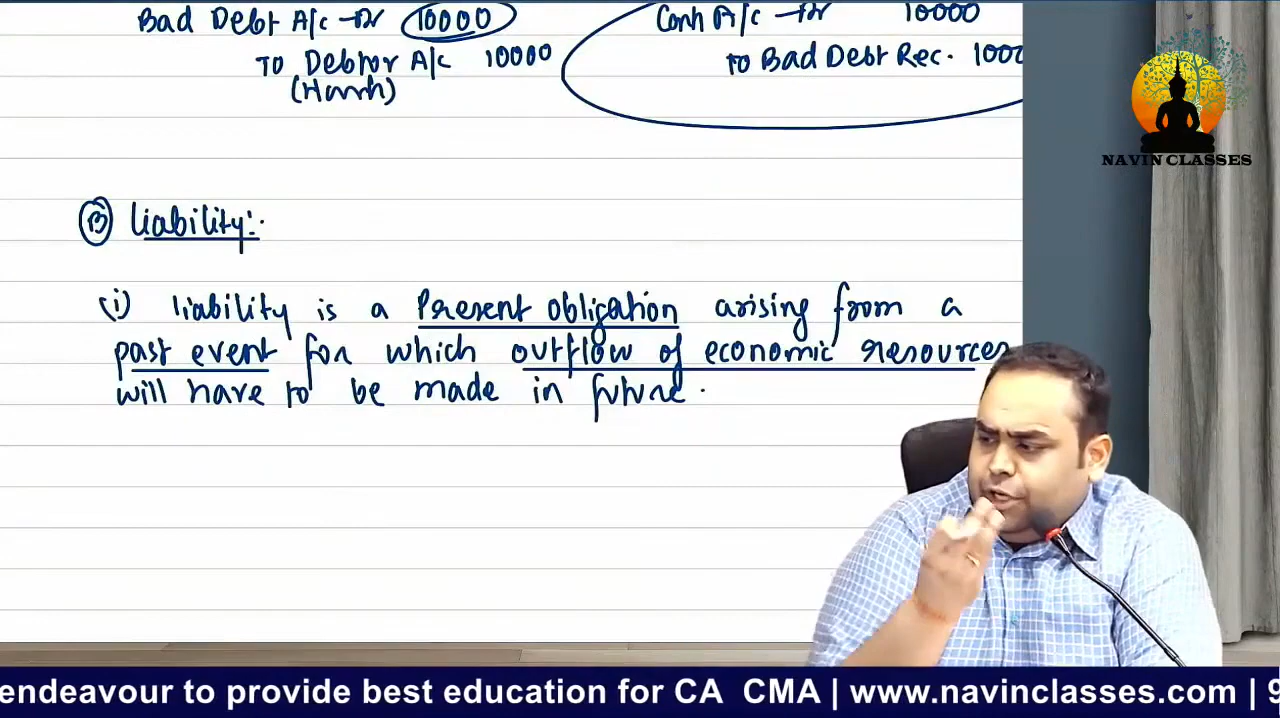 Bad Debt A/c Dr 10000
To Debtor A/c 10000
(Harsh)
Cash A/c Dr 10000
To Bad Debt Rec. 1000
NAVIN CLASSES
(B) Liability:-
(i) Liability is a Present obligation arising from a
past event for which outflow of economic resources
will have to be made in future.
endeavour to provide best education for CA CMA | www.navinclasses.com | 9